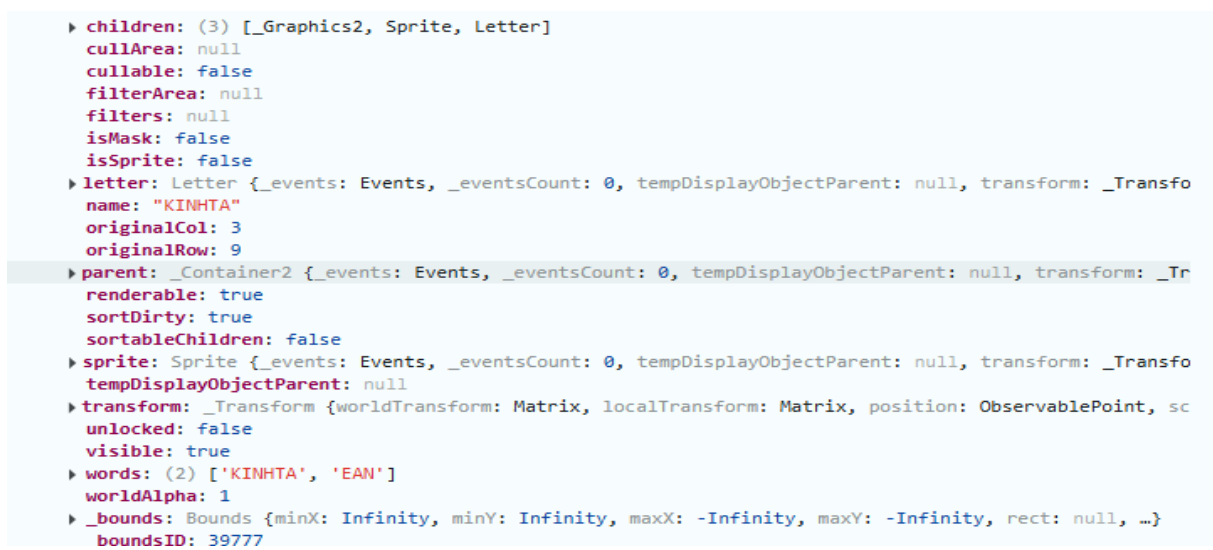 ▸ children: (3) [_Graphics2, Sprite, Letter]
cullArea: null
cullable: false
filterArea: null
filters: null
isMask: false
isSprite: false
▸ letter: Letter {_events: Events, _eventsCount: 0, tempDisplayObjectParent: null, transform: _Transfo
name: "KINHTA"
originalCol: 3
originalRow: 9
▸ parent: _Container2 {_events: Events, _eventsCount: 0, tempDisplayObjectParent: null, transform: _Tr
renderable: true
sortDirty: true
sortableChildren: false
▸ sprite: Sprite {_events: Events, _eventsCount: 0, tempDisplayObjectParent: null, transform: _Transfo
tempDisplayObjectParent: null
▸ transform: _Transform {worldTransform: Matrix, localTransform: Matrix, position: ObservablePoint, sc
unlocked: false
visible: true
▸ words: (2) ['KINHTA', 'EAN']
worldAlpha: 1
▸ _bounds: Bounds {minX: Infinity, minY: Infinity, maxX: -Infinity, maxY: -Infinity, rect: null, …}
_boundsID: 39777